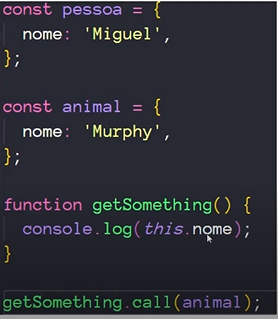 const pessoa = {
  nome: 'Miguel',
};

const animal = {
  nome: 'Murphy',
};

function getSomething() {
  console.log(this.nome);
}

getSomething.call(animal);